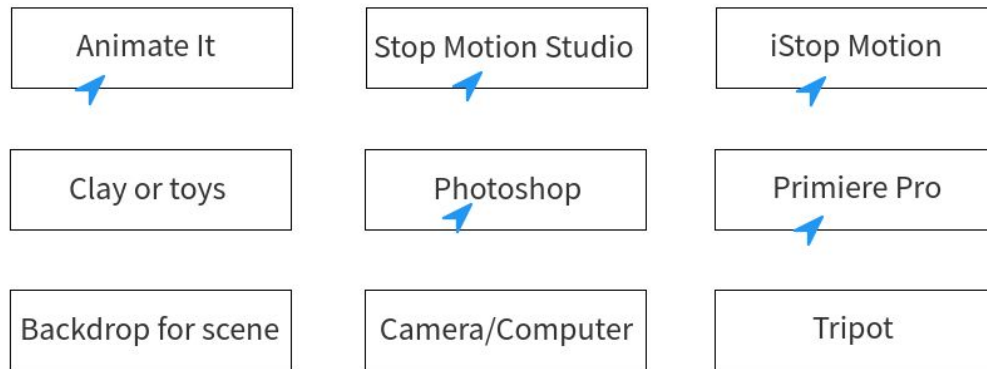 Animate It
Stop Motion Studio
iStop Motion
Clay or toys
Photoshop
Primiere Pro
Backdrop for scene
Camera/Computer
Tripot